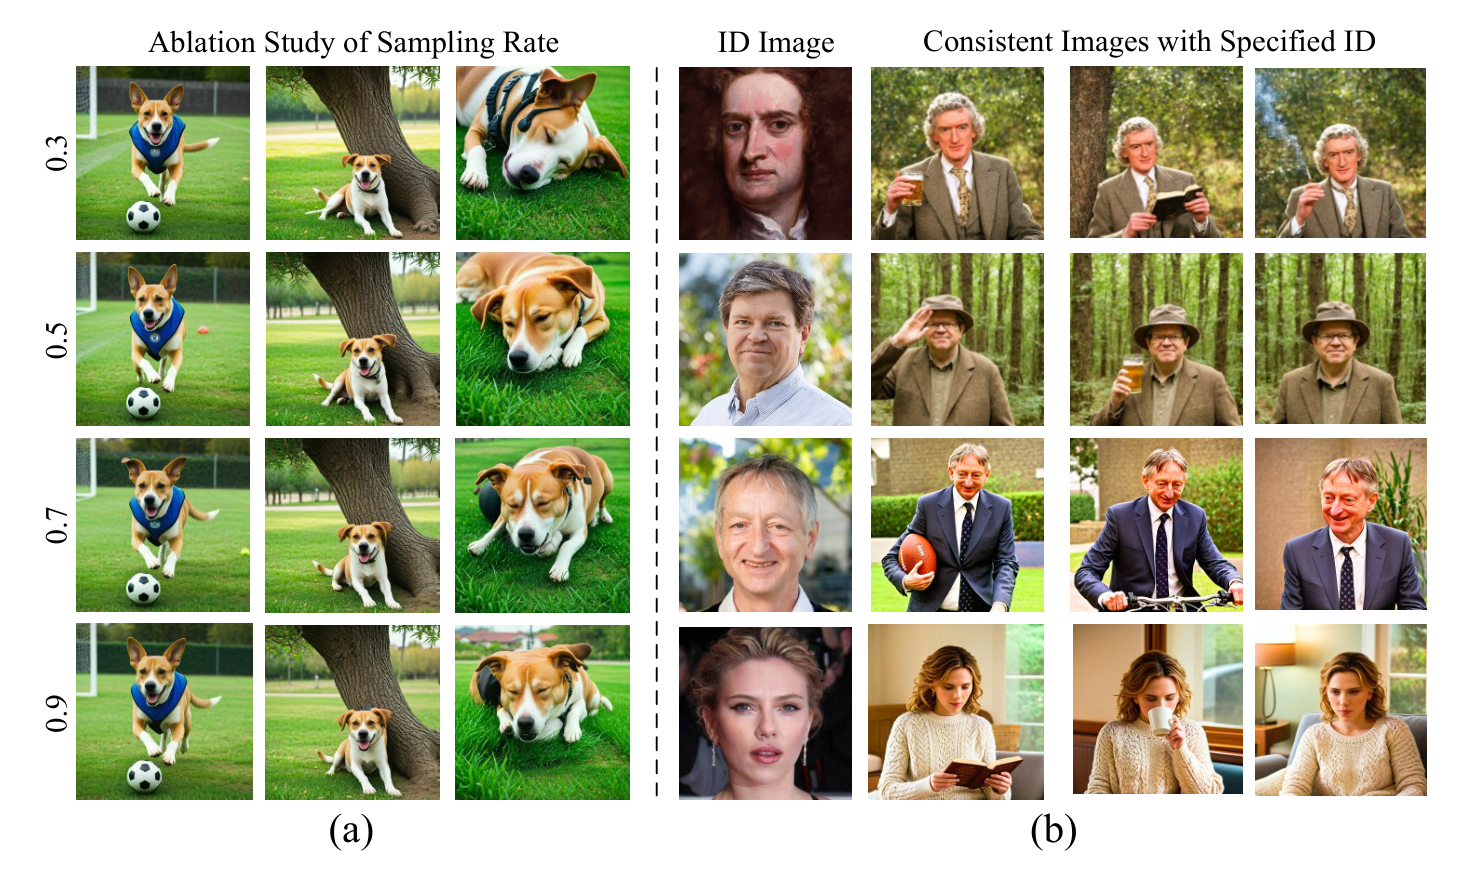 Ablation Study of Sampling Rate
ID Image
Consistent Images with Specified ID
0.3
0.5
0.7
0.9
(a)
(b)